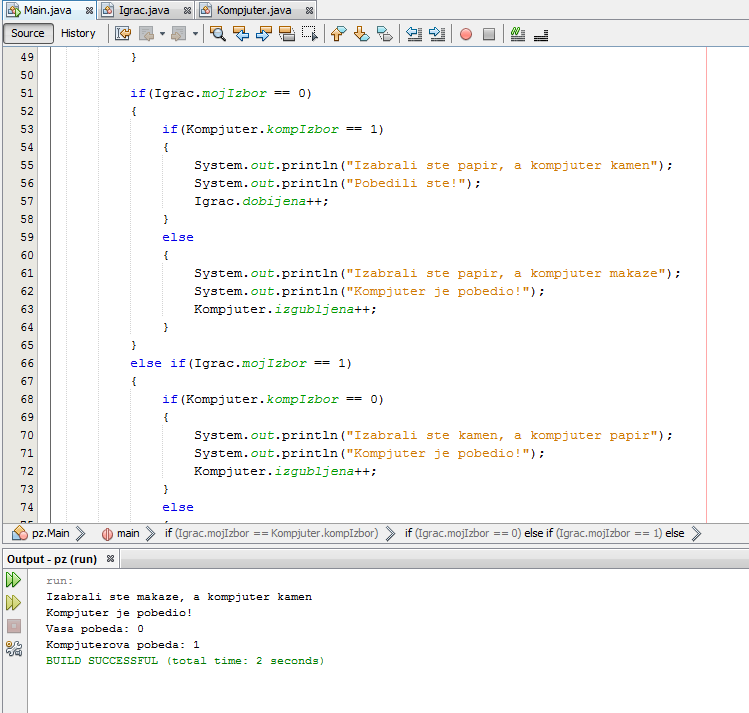 Main.java Igrac.java Kompjuter.java
Source History
49 }
50
51 if(Igrac.mojIzbor == 0)
52 {
53 if(Kompjuter.kompIzbor == 1)
54 {
55 System.out.println("Izabrali ste papir, a kompjuter kamen");
56 System.out.println("Pobedili ste!");
57 Igrac.dobijena++;
58 }
59 else
60 {
61 System.out.println("Izabrali ste papir, a kompjuter makaze");
62 System.out.println("Kompjuter je pobedio!");
63 Kompjuter.izgubljena++;
64 }
65 }
66 else if(Igrac.mojIzbor == 1)
67 {
68 if(Kompjuter.kompIzbor == 0)
69 {
70 System.out.println("Izabrali ste kamen, a kompjuter papir");
71 System.out.println("Kompjuter je pobedio!");
72 Kompjuter.izgubljena++;
73 }
74 else
pz.Main main if (Igrac.mojIzbor == Kompjuter.kompIzbor) if (Igrac.mojIzbor == 0) else if (Igrac.mojIzbor == 1) else
Output - pz (run)
run:
Izabrali ste makaze, a kompjuter kamen
Kompjuter je pobedio!
Vasa pobeda: 0
Kompjuterova pobeda: 1
BUILD SUCCESSFUL (total time: 2 seconds)